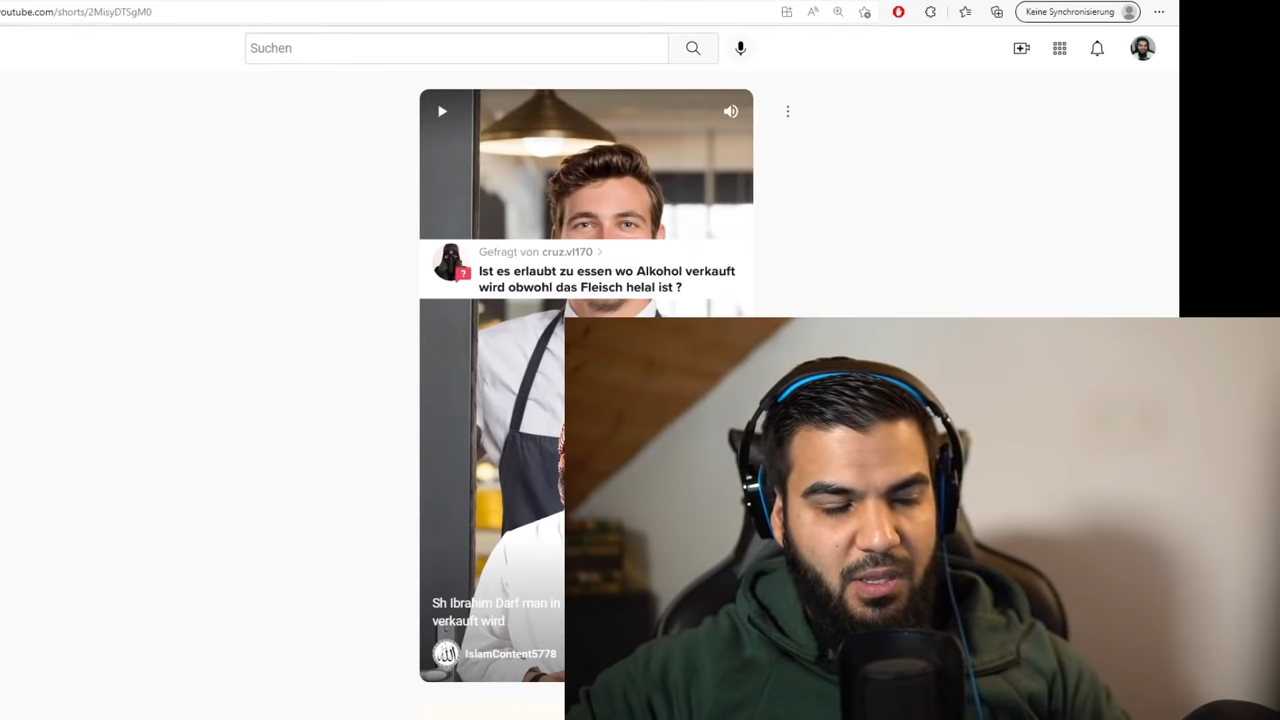 youtube.com/shorts/2MisyDTSgM0
Keine Synchronisierung
Suchen
Gefragt von cruz.vl170 >
Ist es erlaubt zu essen wo Alkohol verkauft
wird obwohl das Fleisch helal ist ?
Sh Ibrahim Darf man in
verkauft wird
IslamContent5778